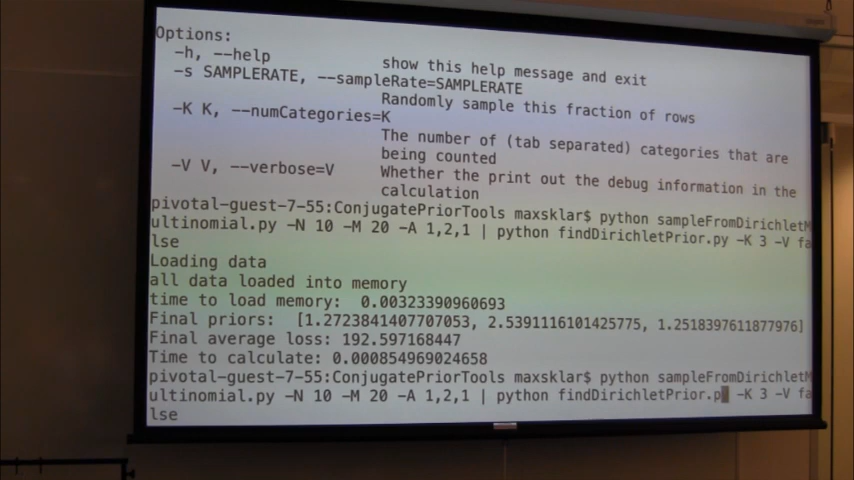 Options:
-h, --help show this help message and exit
-s SAMPLERATE, --sampleRate=SAMPLERATE
Randomly sample this fraction of rows
-K K, --numCategories=K
The number of (tab separated) categories that are
being counted
-V V, --verbose=V Whether the print out the debug information in the
calculation
pivotal-guest-7-55:ConjugatePriorTools maxsklar$ python sampleFromDirichletM
ultinomial.py -N 10 -M 20 -A 1,2,1 | python findDirichletPrior.py -K 3 -V fa
lse
Loading data
all data loaded into memory
time to load memory: 0.00323390960693
Final priors: [1.2723841407707053, 2.5391116101425775, 1.2518397611877976]
Final average loss: 192.597168447
Time to calculate: 0.000854969024658
pivotal-guest-7-55:ConjugatePriorTools maxsklar$ python sampleFromDirichletM
ultinomial.py -N 10 -M 20 -A 1,2,1 | python findDirichletPrior.py -K 3 -V fa
lse